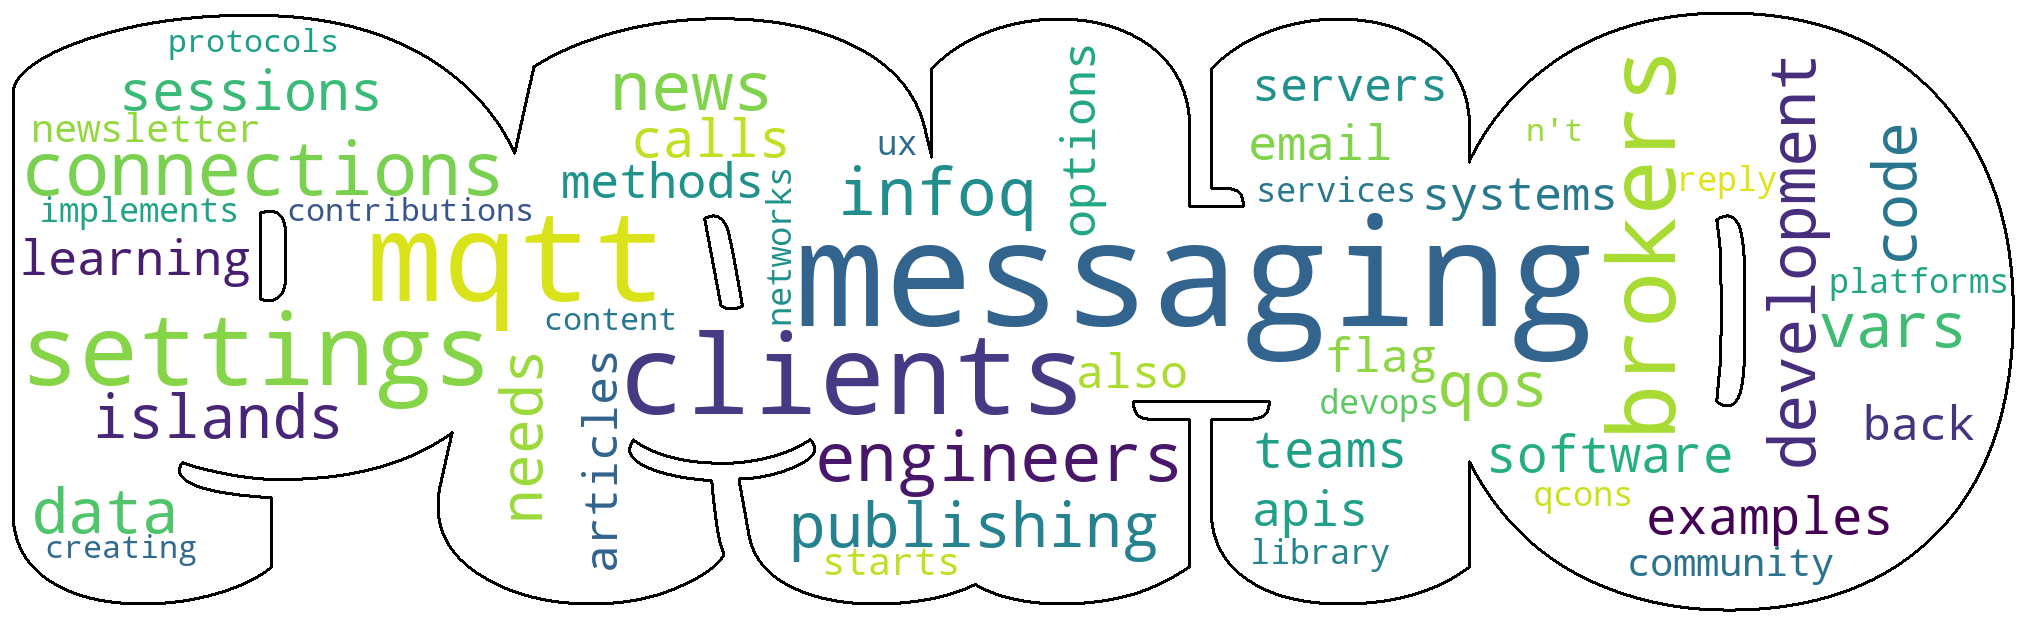 protocols
sessions
newsletter
connections
implements
contributions
learning
mqtt
settings
islands
data
creating
news
calls
methods
networks
content
needs
articles
clients
ux
infoq
options
messaging
also
engineers
publishing
starts
servers
email
services
systems
n't
reply
brokers
development
code
platforms
vars
flag
devops
qos
teams
software
back
apis
qcons
examples
library
community